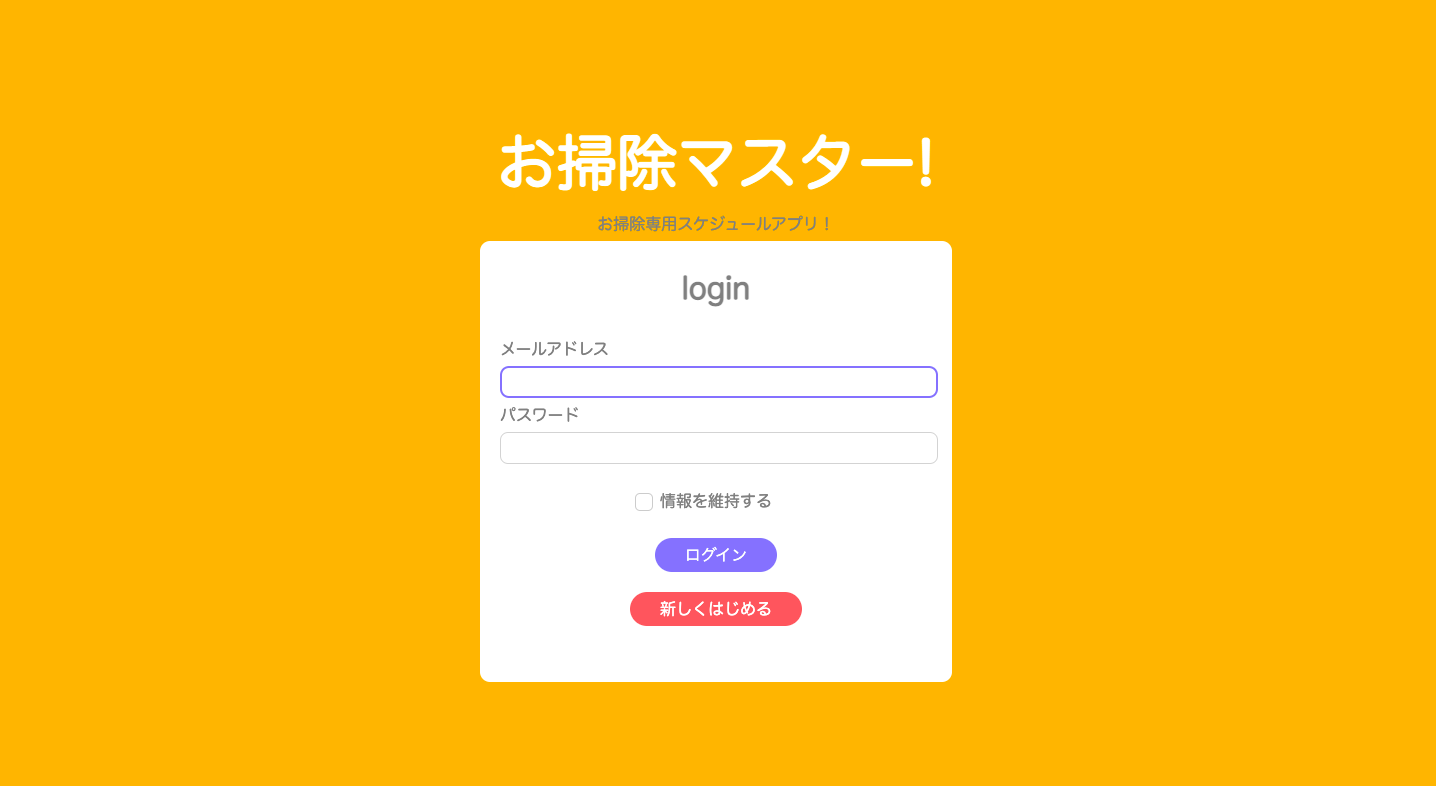 お掃除マスター!
お掃除専用スケジュールアプリ！
login
メールアドレス
パスワード
情報を維持する
ログイン
新しくはじめる